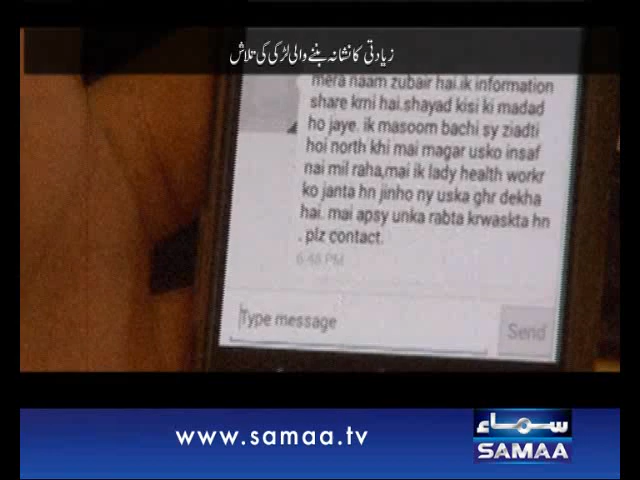 زیادتی کا نشانہ بننے والی لڑکی کی تلاش
mera naam zubair hai.ik information
share krni hai.shayad kisi ki madad
ho jaye. ik masoom bachi sy ziadti
hoi north khi mai magar usko insaf
nai mil raha,mai ik lady health workr
ko janta hn jinho ny uska ghr dekha
hai. mai apsy unka rabta krwaskta hn
. plz contact.
6:48 PM
Type message
Send
www.samaa.tv
سماء
SAMAA